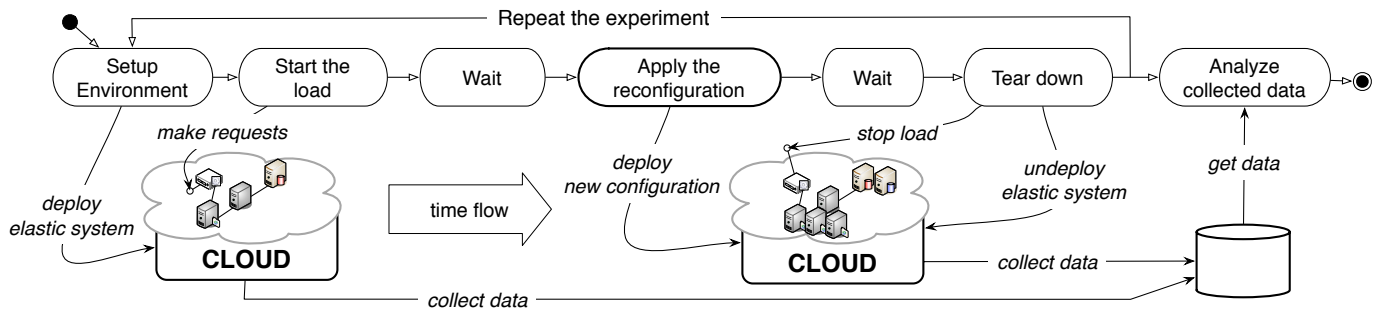 Repeat the experiment
Setup
Environment
Start the
load
Wait
Apply the
reconfiguration
Wait
Tear down
Analyze
collected data
make requests
stop load
deploy
new configuration
undeploy
elastic system
get data
deploy
elastic system
time flow
CLOUD
CLOUD
collect data
collect data